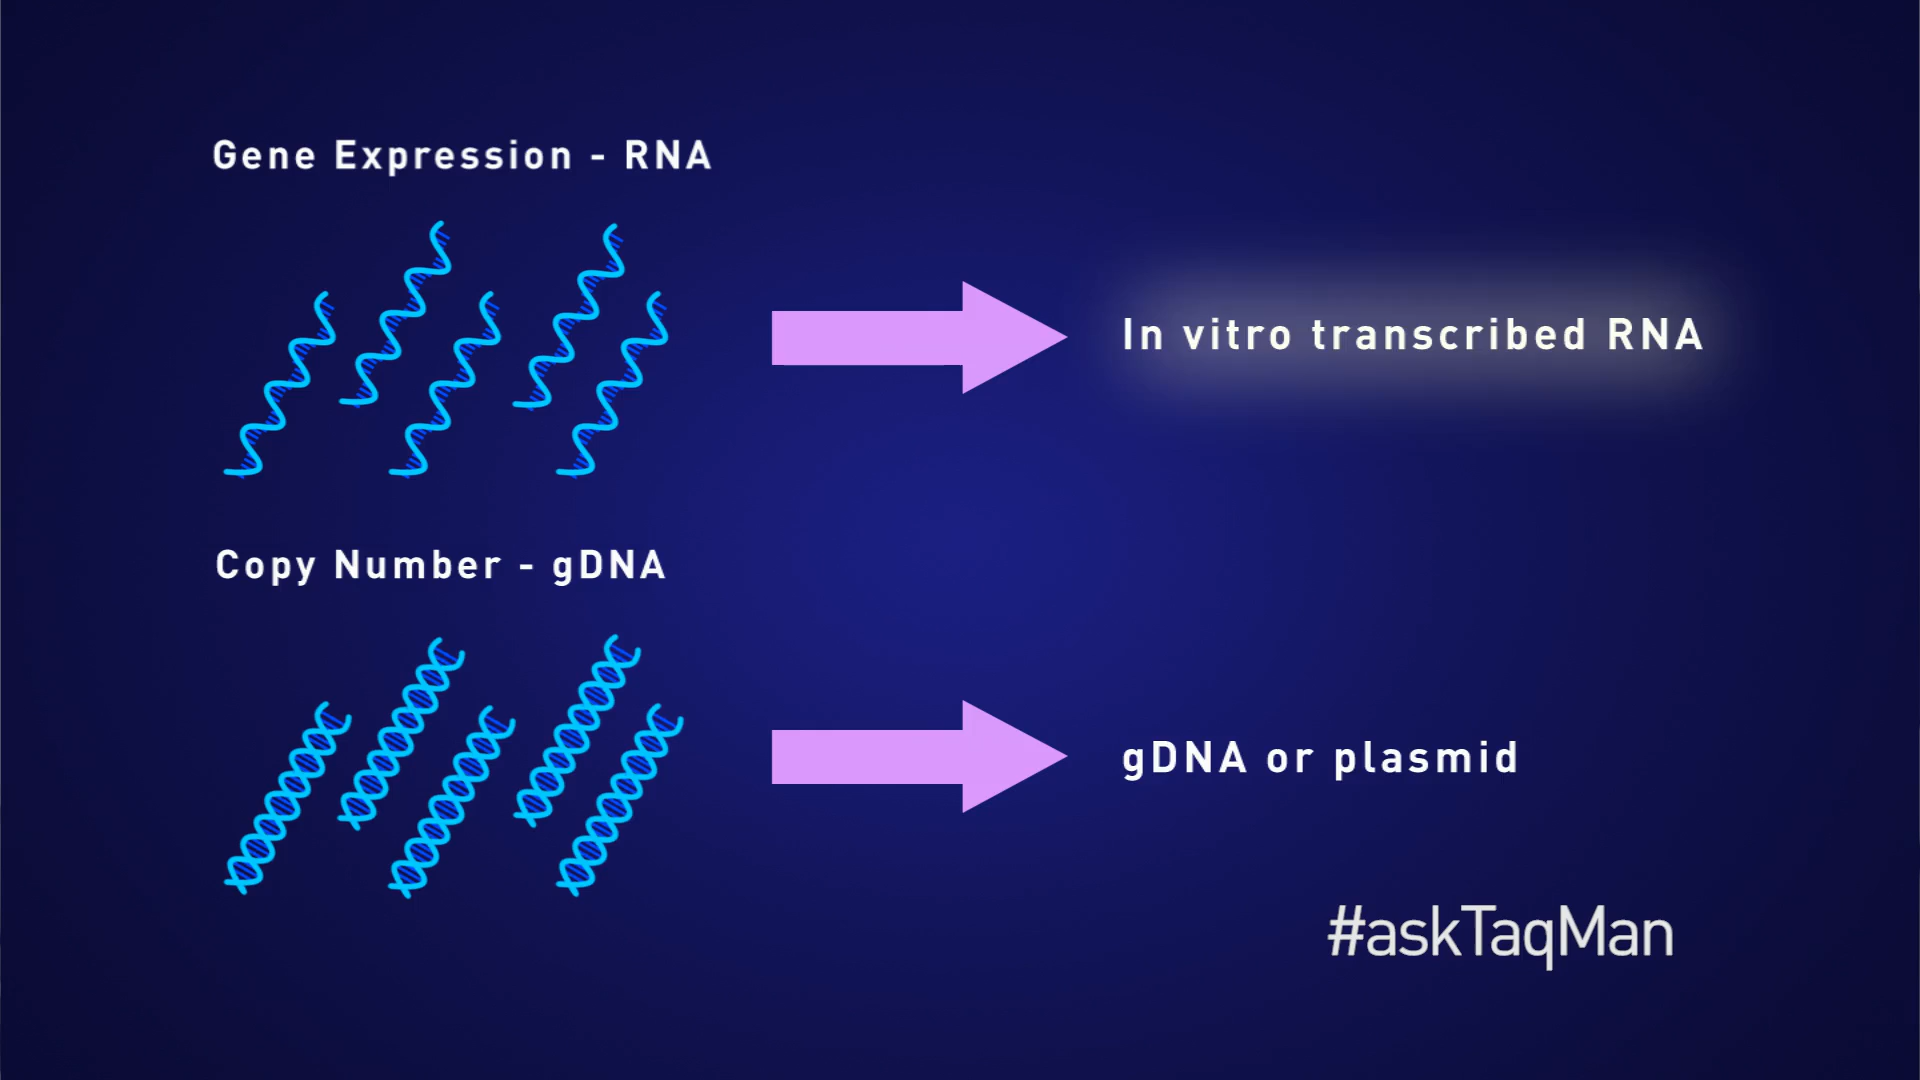 Gene Expression - RNA
In vitro transcribed RNA
Copy Number - gDNA
gDNA or plasmid
#askTaqMan